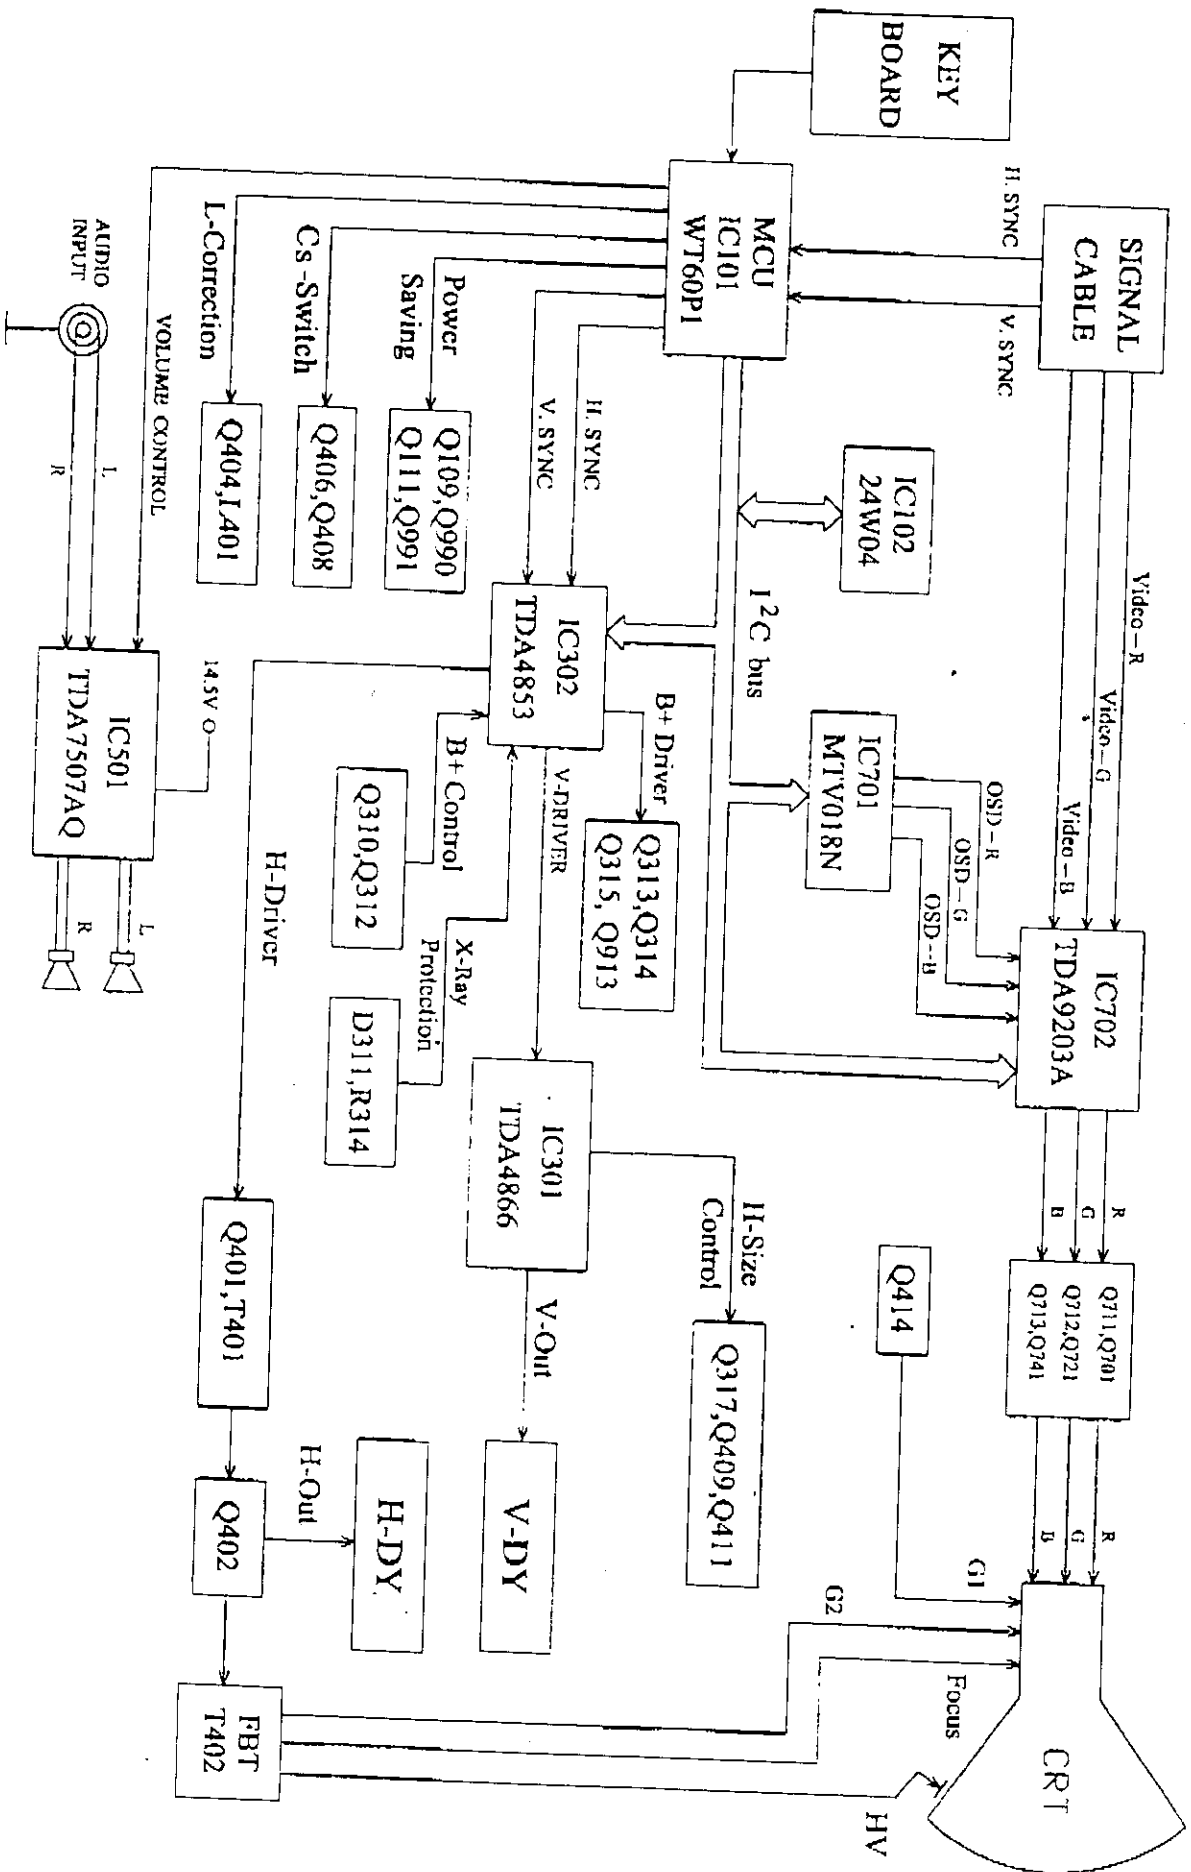 KEY
BOARD
SIGNAL
CABLE
H. SYNC
V. SYNC
MCU
IC101
WT60P1
Video-R
Video-G
Video-B
IC102
24W04
I²C bus
IC701
MTV018N
OSD-R
OSD-G
OSD-B
IC702
TDA9203A
R
G
B
Q711,Q701
Q712,Q721
Q713,Q741
R
G
B
CRT
Q414
G1
G2
Focus
HV
H. SYNC
V. SYNC
IC302
TDA4853
B+ Driver
Q313,Q314
Q315, Q913
B+ Control
Q310,Q312
X-Ray
Protection
D311,R314
V-DRIVER
IC301
TDA4866
H-Size
Control
Q317,Q409,Q411
V-Out
V-DY
H-Driver
Q401,T401
Q402
H-Out
H-DY
FBT
T402
Power
Saving
Q109,Q990
Q111,Q991
Cs -Switch
Q406,Q408
L-Correction
Q404,L401
VOLUME CONTROL
AUDIO
INPUT
L
R
14.5V
IC501
TDA7507AQ
L
R